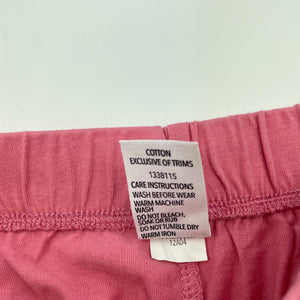 COTTON
EXCLUSIVE OF TRIMS
1338115
CARE INSTRUCTIONS
WASH BEFORE WEAR
WARM MACHINE
WASH
DO NOT BLEACH,
SOAK OR RUB
DO NOT TUMBLE DRY
WARM IRON
12404